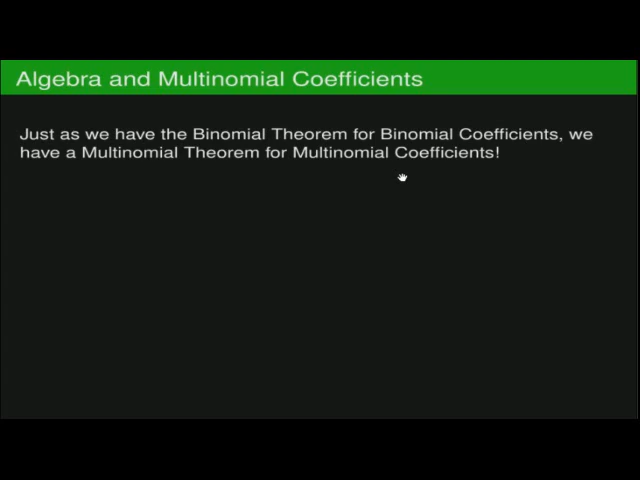 Algebra and Multinomial Coefficients
Just as we have the Binomial Theorem for Binomial Coefficients, we
have a Multinomial Theorem for Multinomial Coefficients!